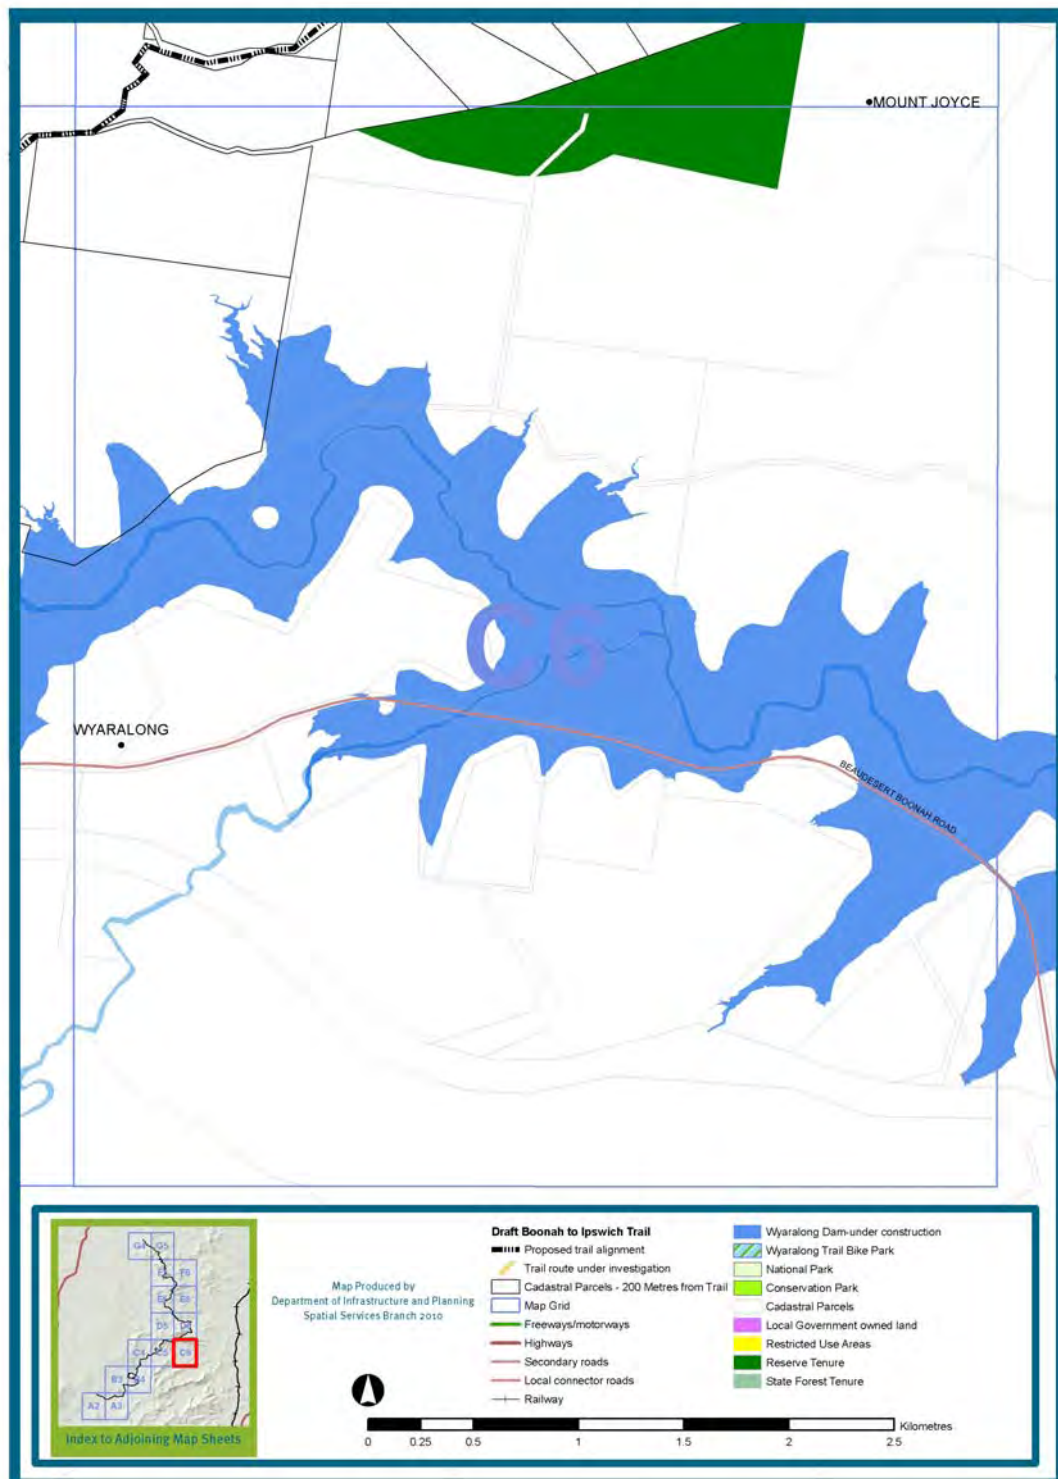 MOUNT JOYCE
C6
WYARALONG
BEAUDESERT BOONAH ROAD
G4 G5
F6
E6
D5
C4 C5 C6
B3 B4
A2 A3
Index to Adjoining Map Sheets
Map Produced by
Department of Infrastructure and Planning
Spatial Services Branch 2010
Draft Boonah to Ipswich Trail
Proposed trail alignment
Trail route under investigation
Cadastral Parcels - 200 Metres from Trail
Map Grid
Freeways/motorways
Highways
Secondary roads
Local connector roads
Railway
Wyaralong Dam-under construction
Wyaralong Trail Bike Park
National Park
Conservation Park
Cadastral Parcels
Local Government owned land
Restricted Use Areas
Reserve Tenure
State Forest Tenure
Kilometres
0 0.25 0.5 1 1.5 2 2.5